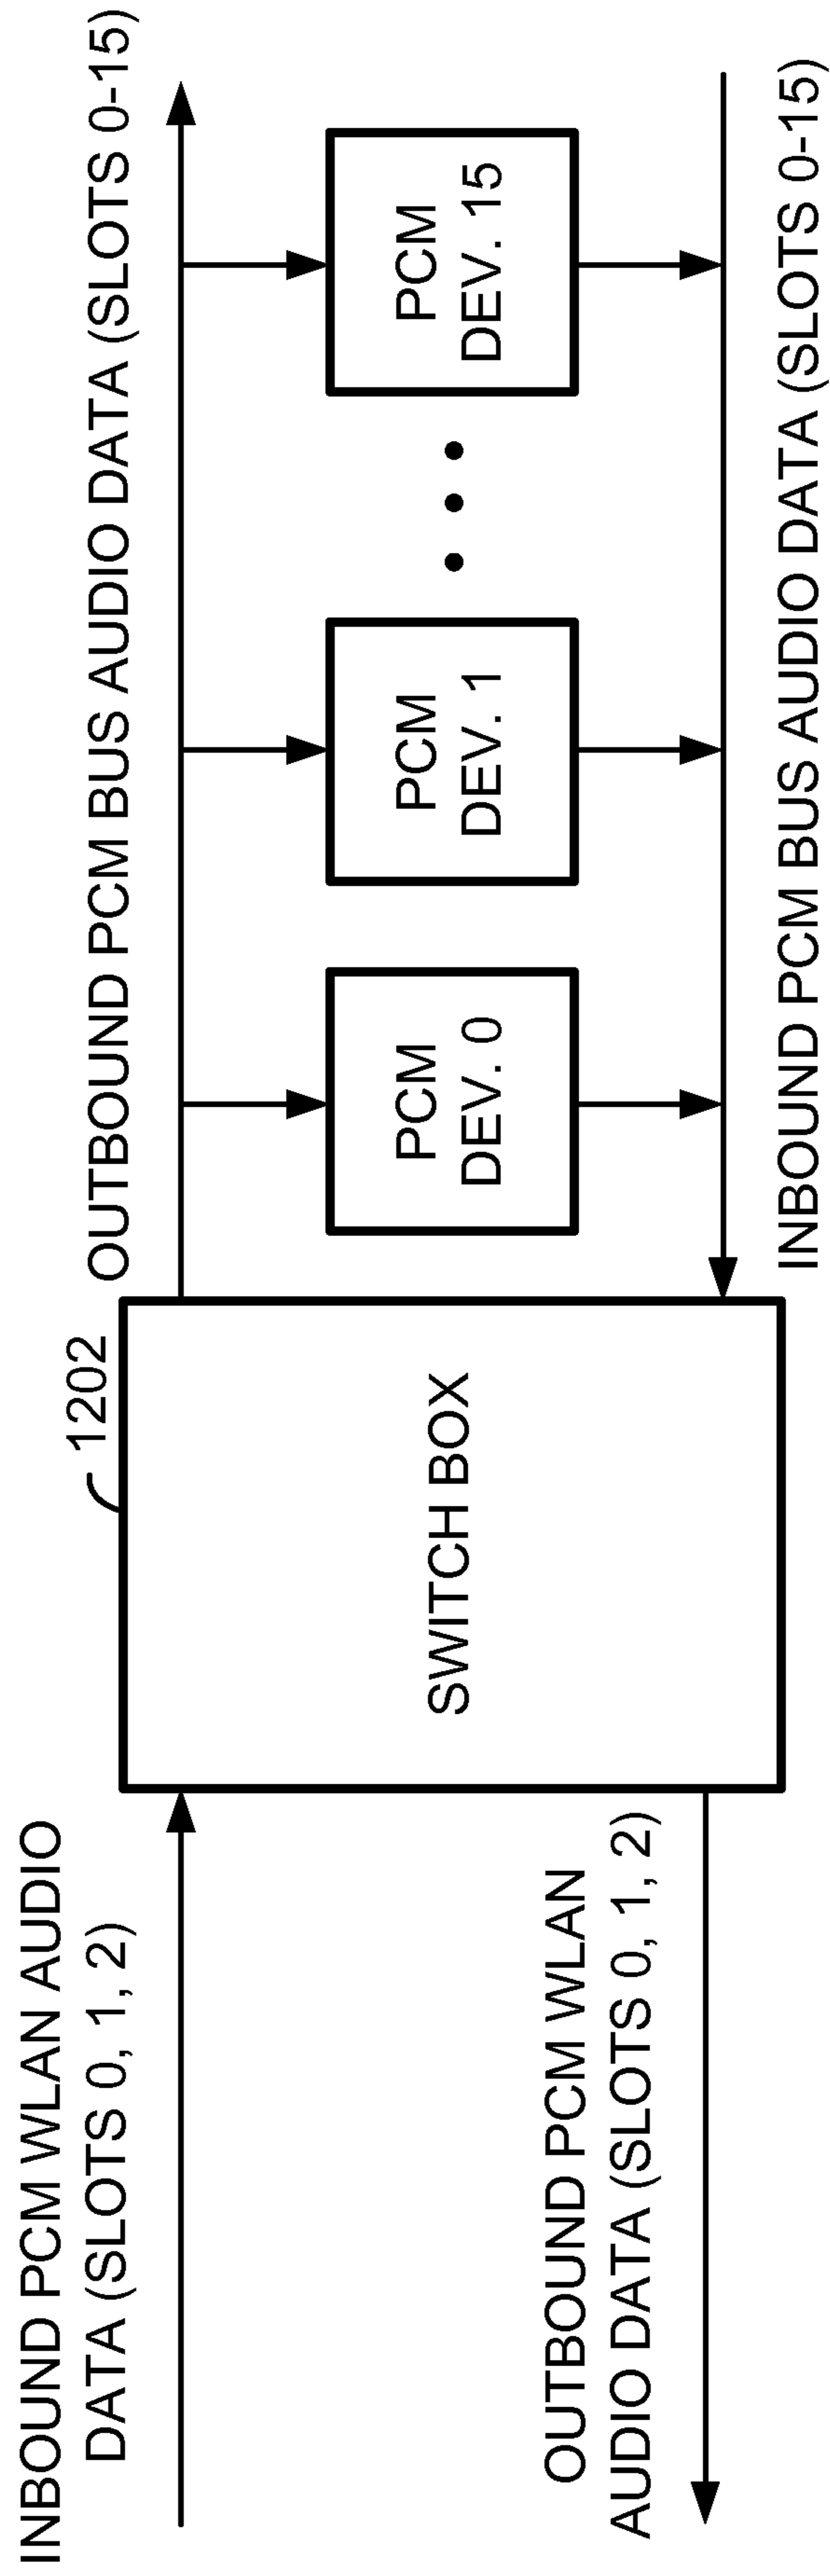 INBOUND PCM WLAN AUDIO
DATA (SLOTS 0, 1, 2)
OUTBOUND PCM WLAN
AUDIO DATA (SLOTS 0, 1, 2)
1202
SWITCH BOX
OUTBOUND PCM BUS AUDIO DATA (SLOTS 0-15)
PCM
DEV. 0
PCM
DEV. 1
PCM
DEV. 15
INBOUND PCM BUS AUDIO DATA (SLOTS 0-15)